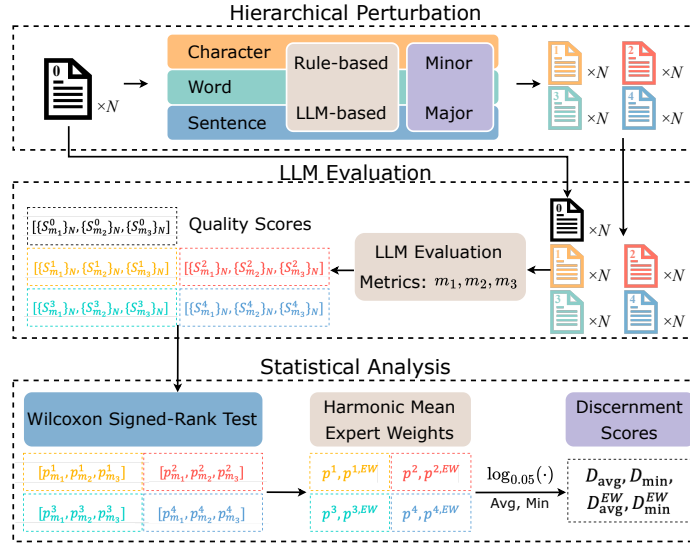 Hierarchical Perturbation
0
×N
Character
Word
Sentence
Rule-based
LLM-based
Minor
Major
1 ×N 2 ×N
3 ×N 4 ×N
LLM Evaluation
[{S^0_{m_1}}_N, {S^0_{m_2}}_N, {S^0_{m_3}}_N]
Quality Scores
[{S^1_{m_1}}_N, {S^1_{m_2}}_N, {S^1_{m_3}}_N] [{S^2_{m_1}}_N, {S^2_{m_2}}_N, {S^2_{m_3}}_N]
[{S^3_{m_1}}_N, {S^3_{m_2}}_N, {S^3_{m_3}}_N] [{S^4_{m_1}}_N, {S^4_{m_2}}_N, {S^4_{m_3}}_N]
LLM Evaluation
Metrics: m_1, m_2, m_3
0 ×N
1 ×N 2 ×N
3 ×N 4 ×N
Statistical Analysis
Wilcoxon Signed-Rank Test
[p^1_{m_1}, p^1_{m_2}, p^1_{m_3}] [p^2_{m_1}, p^2_{m_2}, p^2_{m_3}]
[p^3_{m_1}, p^3_{m_2}, p^3_{m_3}] [p^4_{m_1}, p^4_{m_2}, p^4_{m_3}]
Harmonic Mean
Expert Weights
p^1, p^{1,EW} p^2, p^{2,EW}
p^3, p^{3,EW} p^4, p^{4,EW}
log_{0.05}(·)
Avg, Min
Discernment
Scores
D_{avg}, D_{min},
D^{EW}_{avg}, D^{EW}_{min}